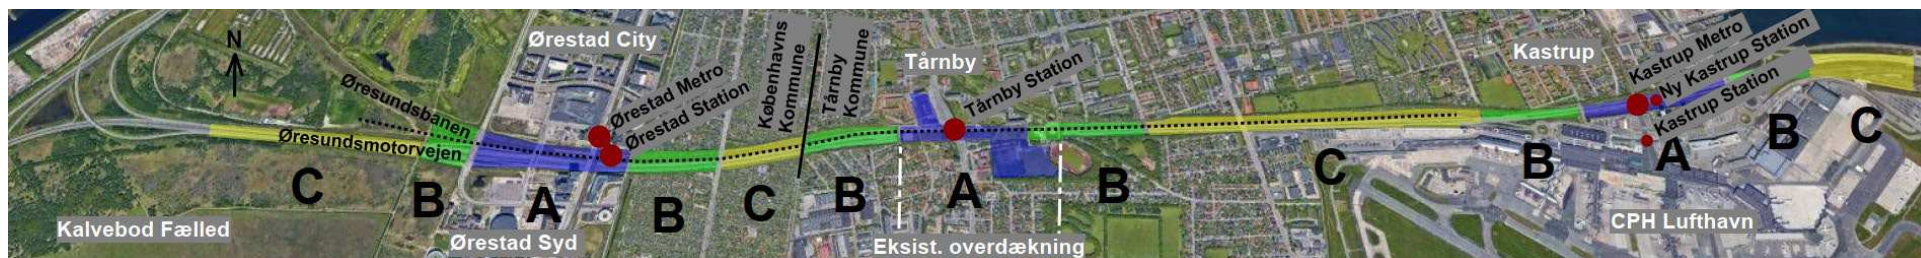 N
Øresundsbanen
Øresundsmotorvejen
C
B
A
B
C
B
A
B
C
B
A
B
C
Kalvebod Fælled
Ørestad City
Ørestad Metro
Ørestad Station
Ørestad Syd
Københavns
Kommune
Tårnby
Kommune
Tårnby
Tårnby Station
Eksist. overdækning
Kastrup
Kastrup Metro
Ny Kastrup Station
Kastrup Station
CPH Lufthavn